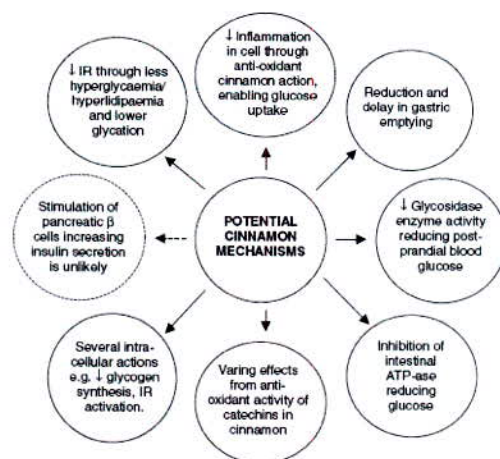 ↓ Inflammation
in cell through
anti-oxidant
cinnamon action,
enabling glucose
uptake
↓ IR through less
hyperglycaemia/
hyperlipidaemia
and lower
glycation
Reduction and
delay in gastric
emptying
Stimulation of
pancreatic β
cells increasing
insulin secretion
is unlikely
POTENTIAL
CINNAMON
MECHANISMS
↓ Glycosidase
enzyme activity
reducing post-
prandial blood
glucose
Several intra-
cellular actions
e.g. ↓ glycogen
synthesis, IR
activation.
Varing effects
from anti-
oxidant activity of
catechins in
cinnamon
Inhibition of
intestinal
ATP-ase
reducing
glucose